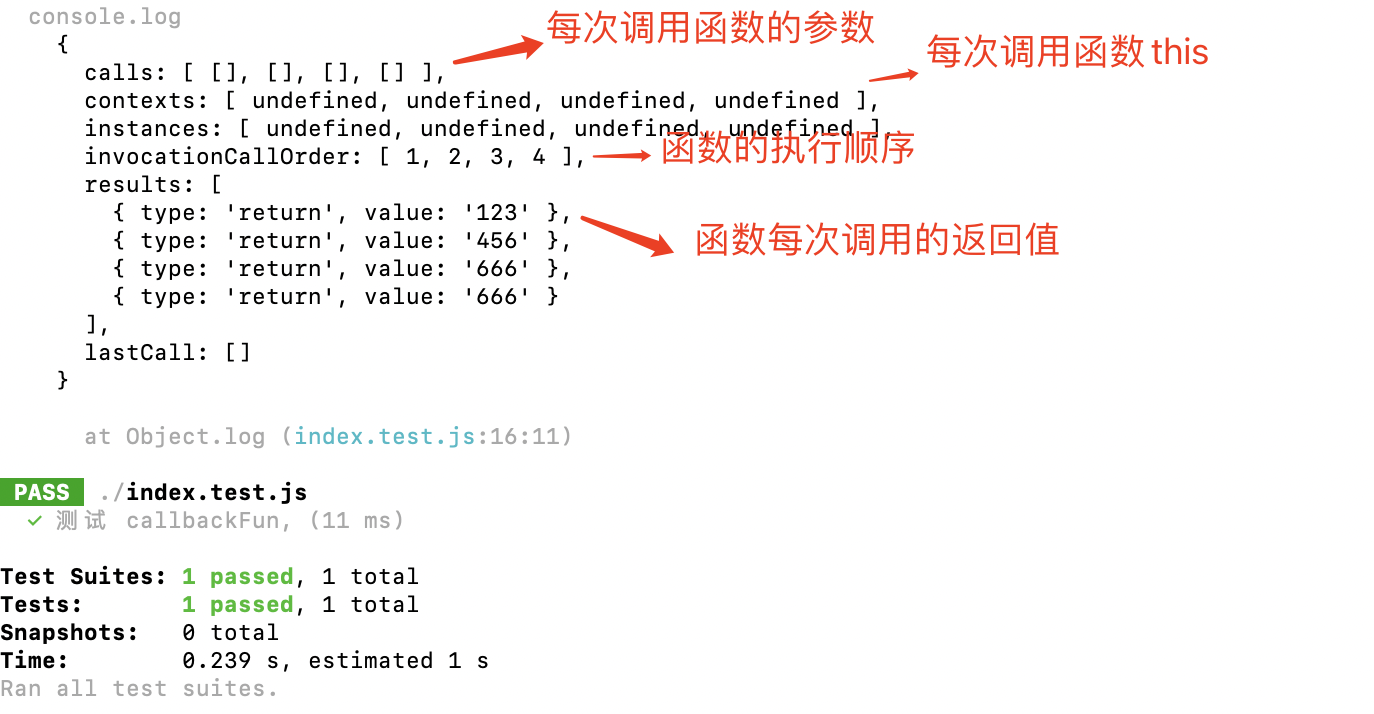 console.log
每次调用函数的参数
{
每次调用函数this
calls: [ [], [], [], [] ],
contexts: [ undefined, undefined, undefined, undefined ],
instances: [ undefined, undefined, undefined, undefined ],
invocationCallOrder: [ 1, 2, 3, 4 ],
函数的执行顺序
results: [
{ type: 'return', value: '123' },
{ type: 'return', value: '456' },
函数每次调用的返回值
{ type: 'return', value: '666' },
{ type: 'return', value: '666' }
],
lastCall: []
}
at Object.log (index.test.js:16:11)
PASS ./index.test.js
✓ 测试 callbackFun, (11 ms)
Test Suites: 1 passed, 1 total
Tests: 1 passed, 1 total
Snapshots: 0 total
Time: 0.239 s, estimated 1 s
Ran all test suites.